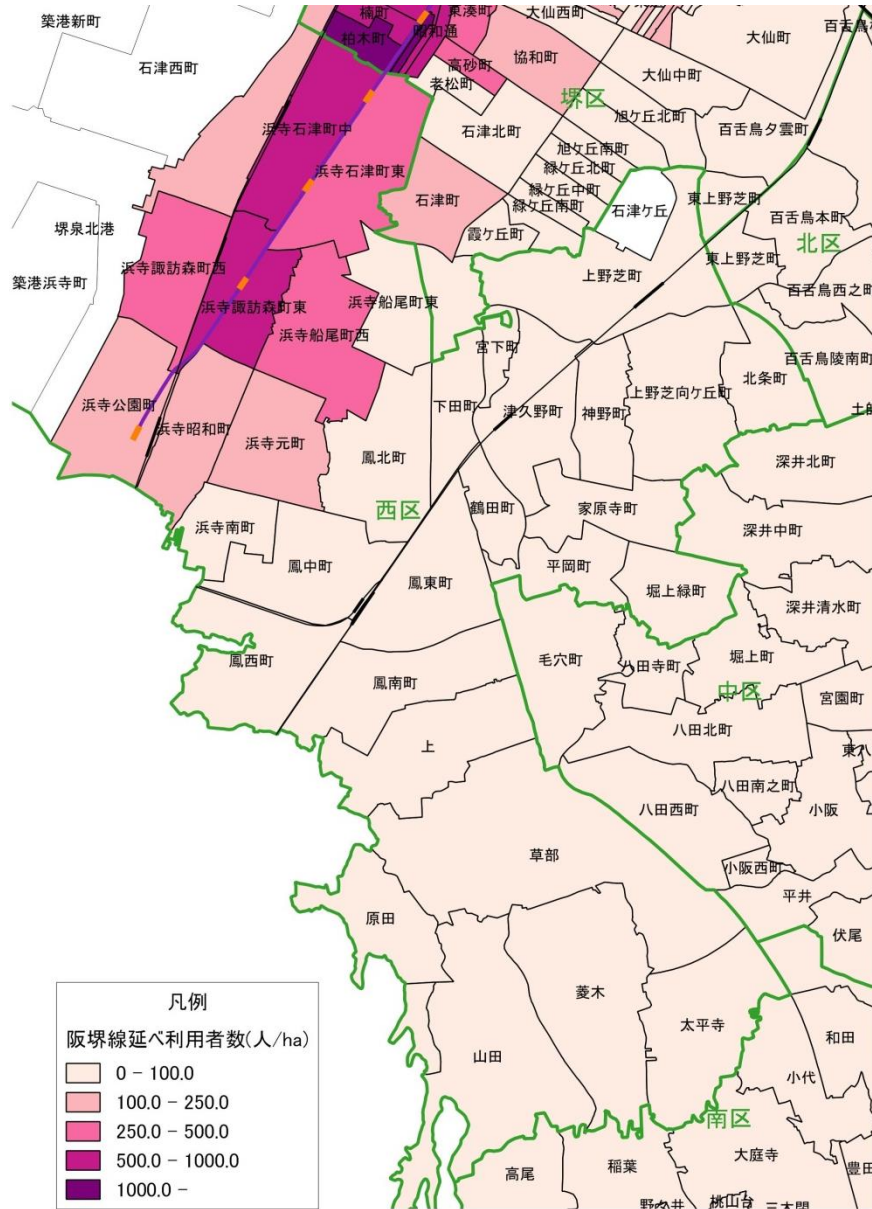 築港新町
楠町
東湊町
大仙西町
大仙町
柏木町
昭和通
石津西町
高砂町
協和町
老松町
大仙中町
堺区
浜寺石津町中
石津北町
旭ケ丘北町
百舌鳥夕雲町
旭ケ丘南町
浜寺石津町東
緑ケ丘北町
緑ケ丘中町
東上野芝町
石津町
緑ケ丘南町
石津ケ丘
百舌鳥本町
堺泉北港
霞ケ丘町
北区
浜寺諏訪森町西
上野芝町
東上野芝町
築港浜寺町
百舌鳥西之町
浜寺諏訪森町東
浜寺船尾町東
浜寺船尾町西
宮下町
百舌鳥陵南町
上野芝向ケ丘町
北条町
浜寺公園町
下田町
津久野町
神野町
浜寺昭和町
浜寺元町
鳳北町
深井北町
西区
鶴田町
家原寺町
浜寺南町
深井中町
鳳中町
平岡町
鳳東町
堀上緑町
深井清水町
鳳西町
毛穴町
八田寺町
堀上町
鳳南町
中区
宮園町
上
八田北町
八田南之町
八田西町
小阪
草部
小阪西町
平井
原田
伏尾
菱木
太平寺
和田
山田
小代
南区
大庭寺
高尾
稲葉
桃山台
凡例
阪堺線延べ利用者数(人/ha)
0 - 100.0
100.0 - 250.0
250.0 - 500.0
500.0 - 1000.0
1000.0 -